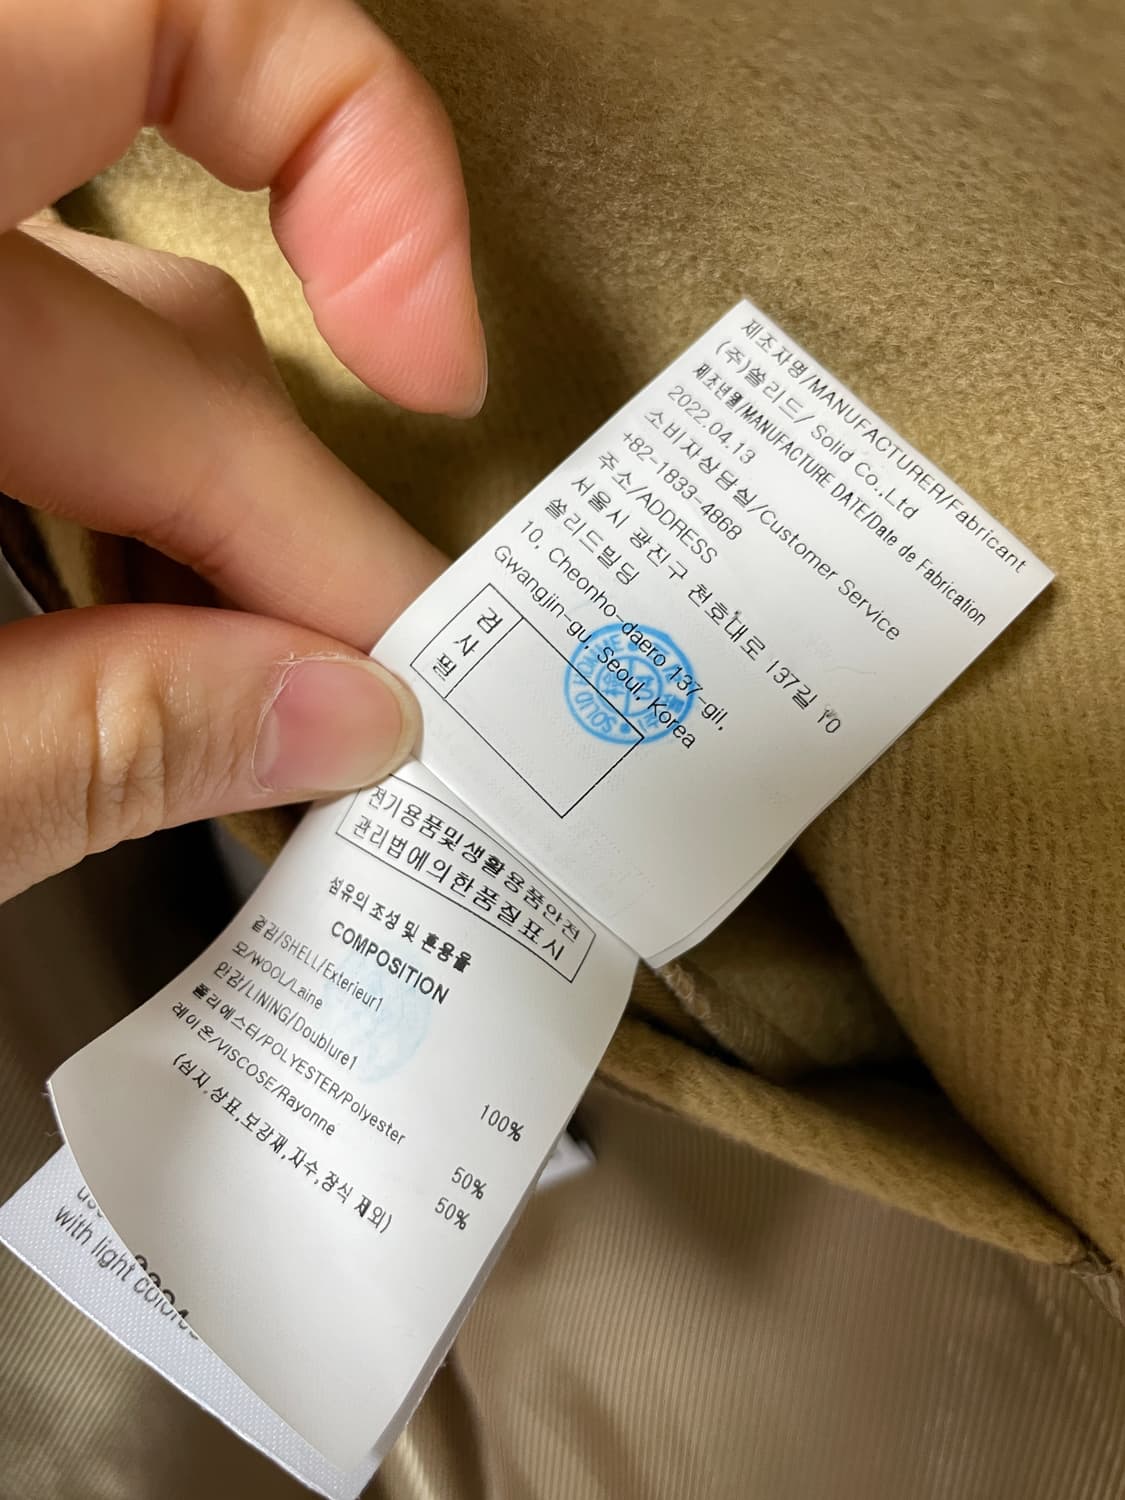 제조자명/MANUFACTURER/Fabricant
(주)쏠리드/ Solid Co.,Ltd
제조년월/MANUFACTURE DATE/Date de Fabrication
2022.04.13
소비자상담실/Customer Service
+82-1833-4868
주소/ADDRESS
서울시 광진구 천호대로 137길 10
쏠리드빌딩
10, Cheonho-daero 137-gil,
Gwangjin-gu, Seoul, Korea
검사필
SOLID HOMME
전기용품및생활용품안전
관리법에의한품질표시
섬유의 조성 및 혼용율
COMPOSITION
겉감/SHELL/Exterieur1
모/WOOL/Laine 100%
안감/LINING/Doublure1
폴리에스터/POLYESTER/Polyester 50%
레이온/VISCOSE/Rayonne 50%
(심지,상표,보강재,자수,장식 제외)
with light colors